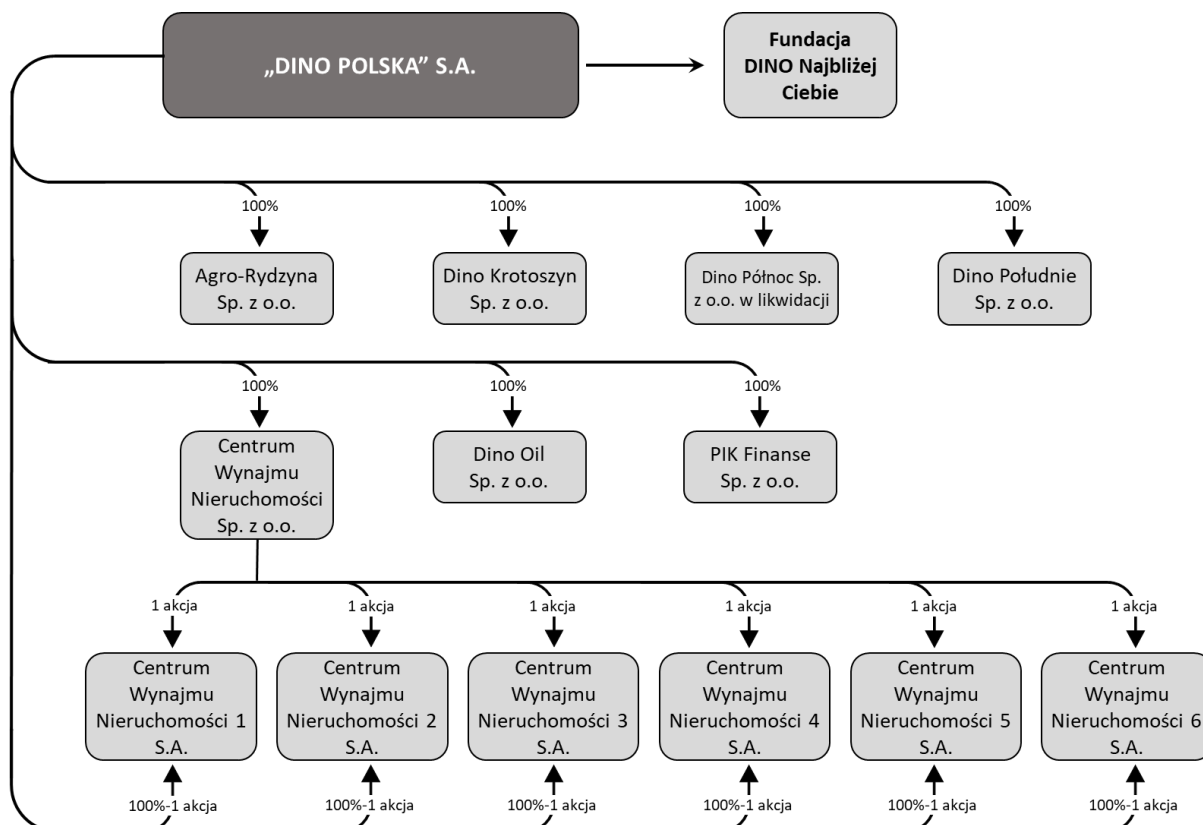 „DINO POLSKA” S.A.
Fundacja
DINO Najbliżej
Ciebie
100%
100%
100%
100%
Agro-Rydzyna
Sp. z o.o.
Dino Krotoszyn
Sp. z o.o.
Dino Północ Sp.
z o.o. w likwidacji
Dino Południe
Sp. z o.o.
100%
100%
100%
Centrum
Wynajmu
Nieruchomości
Sp. z o.o.
Dino Oil
Sp. z o.o.
PIK Finanse
Sp. z o.o.
1 akcja
1 akcja
1 akcja
1 akcja
1 akcja
1 akcja
Centrum
Wynajmu
Nieruchomości 1
S.A.
Centrum
Wynajmu
Nieruchomości 2
S.A.
Centrum
Wynajmu
Nieruchomości 3
S.A.
Centrum
Wynajmu
Nieruchomości 4
S.A.
Centrum
Wynajmu
Nieruchomości 5
S.A.
Centrum
Wynajmu
Nieruchomości 6
S.A.
100%-1 akcja
100%-1 akcja
100%-1 akcja
100%-1 akcja
100%-1 akcja
100%-1 akcja